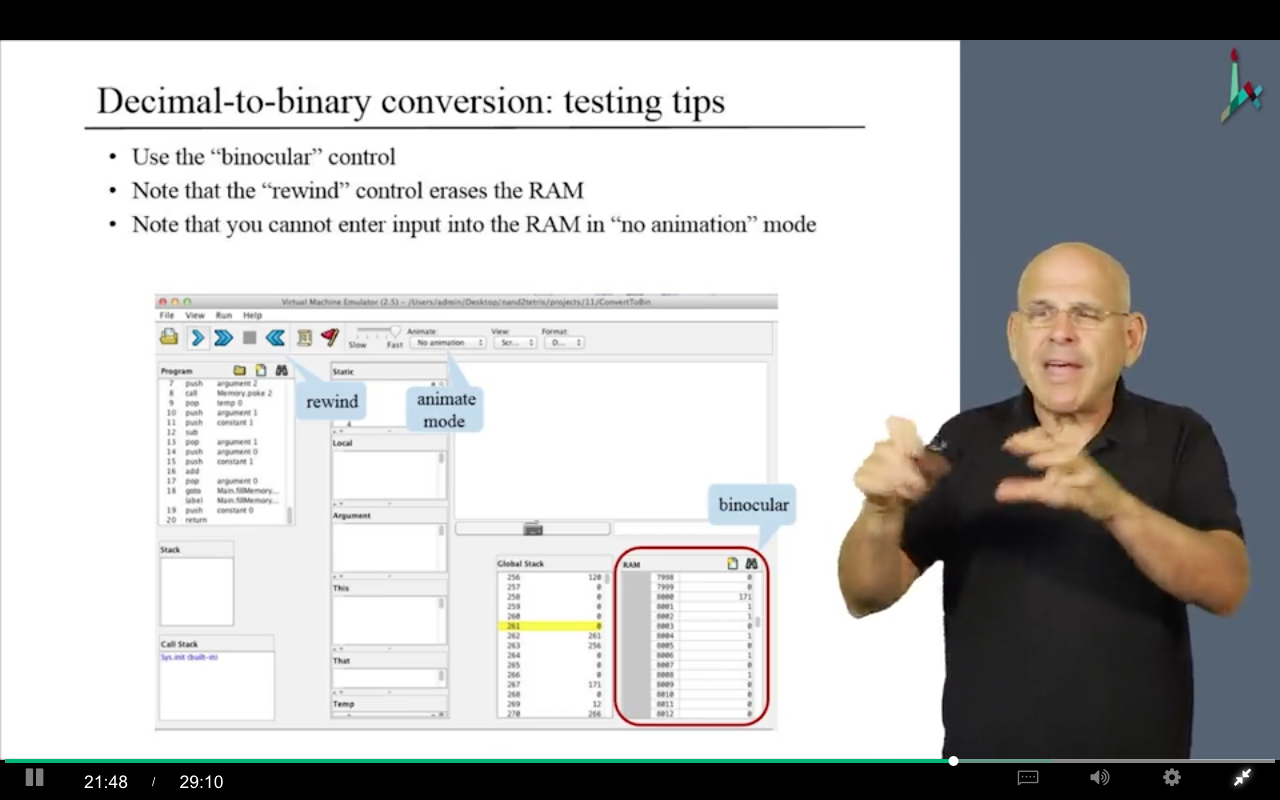 Decimal-to-binary conversion: testing tips
• Use the “binocular” control
• Note that the “rewind” control erases the RAM
• Note that you cannot enter input into the RAM in “no animation” mode
Virtual Machine Emulator (2.5) - /Users/admin/Desktop/nand2tetris/projects/11/ConvertToBin
File View Run Help
Slow Fast
Animate:
No animation
View:
Scr...
Format:
D...
Program
7 push argument 2
8 call Memory.poke 2
9 pop temp 0
10 push argument 1
11 push constant 1
12 sub
13 pop argument 1
14 push argument 0
15 push constant 1
16 add
17 pop argument 0
18 goto Main.fillMemory...
label Main.fillMemory...
19 push constant 0
20 return
Static
4
rewind
animate
mode
Local
Argument
This
That
Temp
Stack
Call Stack
Sys.init (built-in)
binocular
Global Stack
256 120
257 0
258 0
259 0
260 0
261 0
262 261
263 256
264 0
265 0
266 0
267 171
268 0
269 12
270 266
RAM
7998 0
7999 0
8000 171
8001 1
8002 1
8003 0
8004 1
8005 0
8006 1
8007 0
8008 1
8009 0
8010 0
8011 0
8012 0
21:48 / 29:10